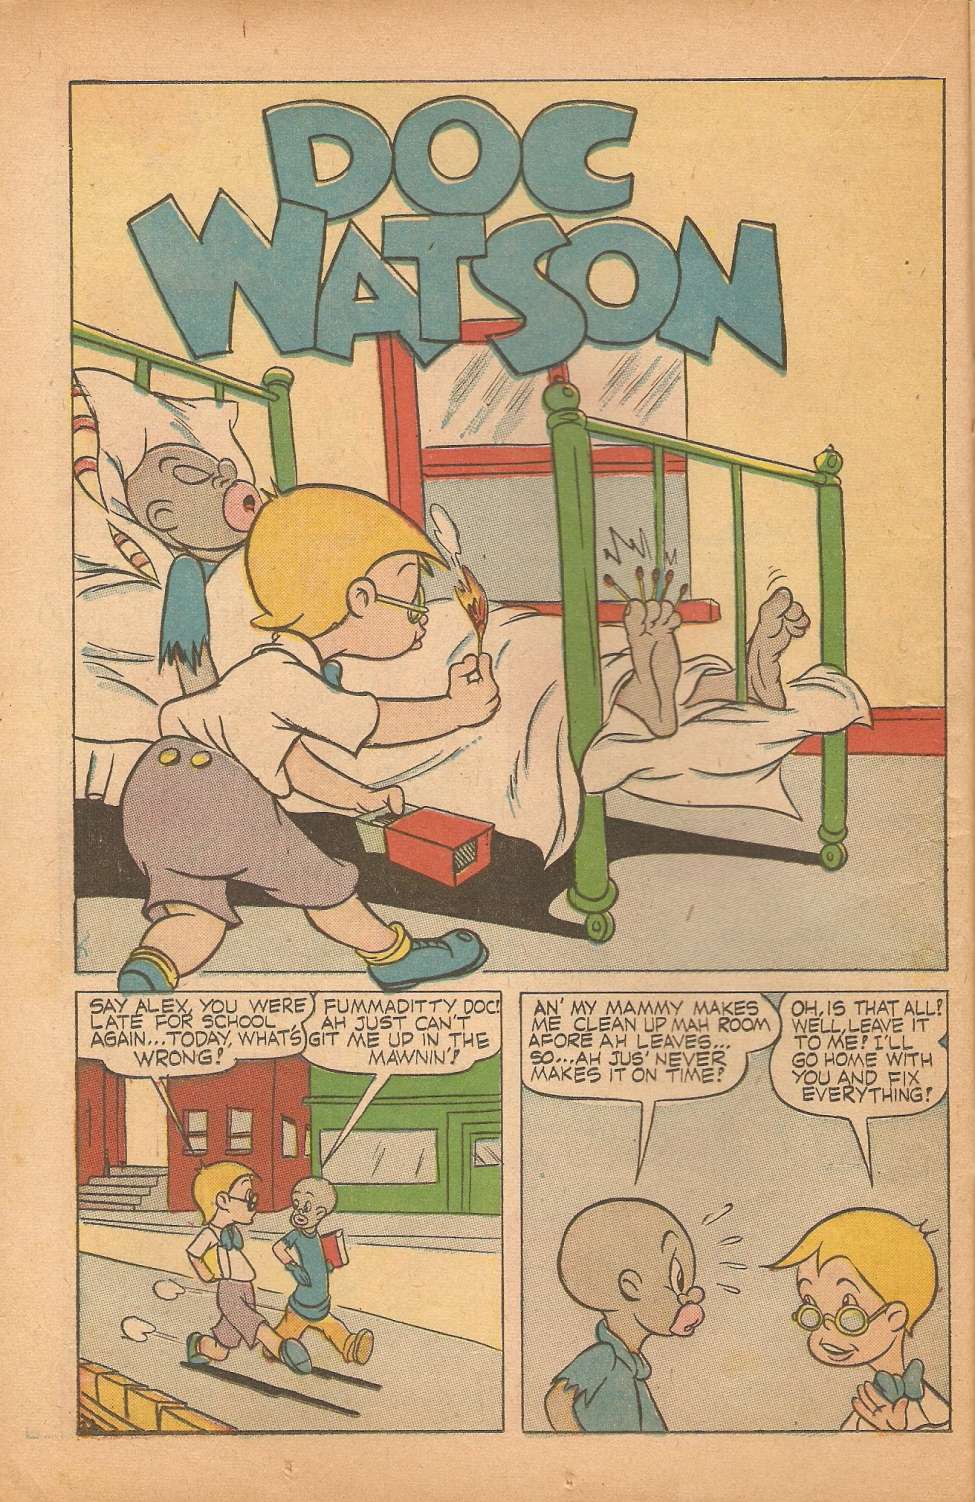 DOC
WATSON
SAY ALEX, YOU WERE
LATE FOR SCHOOL
AGAIN...TODAY, WHAT'S
WRONG?
FUMMADITTY DOC!
AH JUST CAN'T
GIT ME UP IN THE
MAWNIN'!
AN' MY MAMMY MAKES
ME CLEAN UP MAH ROOM
AFORE AH LEAVES...
SO...AH JUS' NEVER
MAKES IT ON TIME!
OH, IS THAT ALL!
WELL, LEAVE IT
TO ME! I'LL
GO HOME WITH
YOU AND FIX
EVERYTHING!